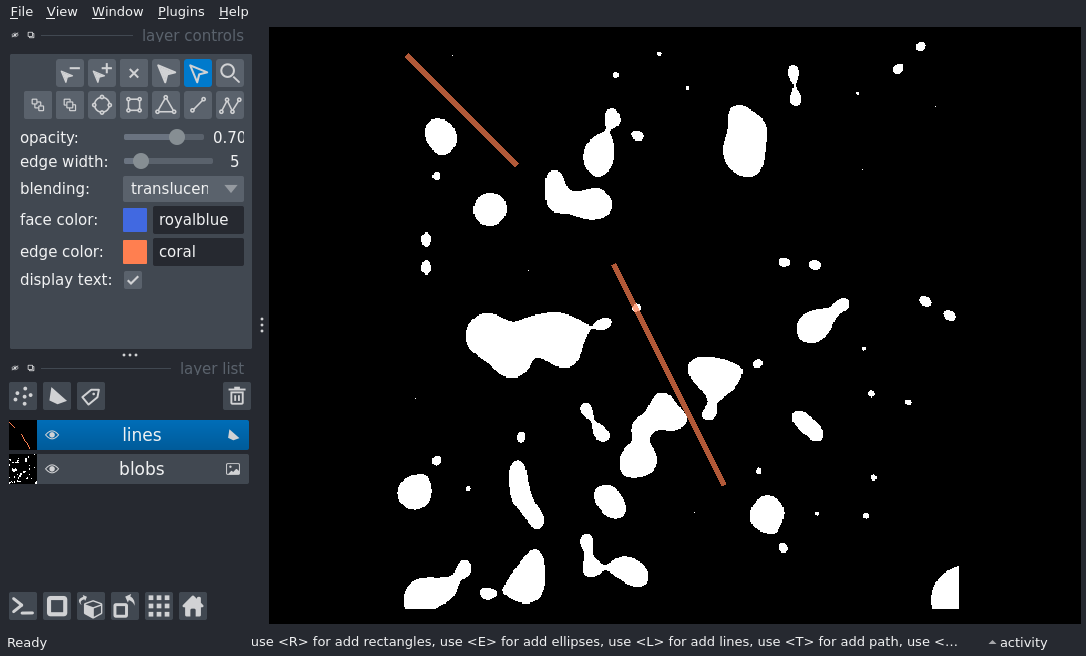 File View Window Plugins Help
layer controls
opacity: 0.70
edge width: 5
blending: translucen
face color: royalblue
edge color: coral
display text:
layer list
lines
blobs
Ready use <R> for add rectangles, use <E> for add ellipses, use <L> for add lines, use <T> for add path, use <... activity